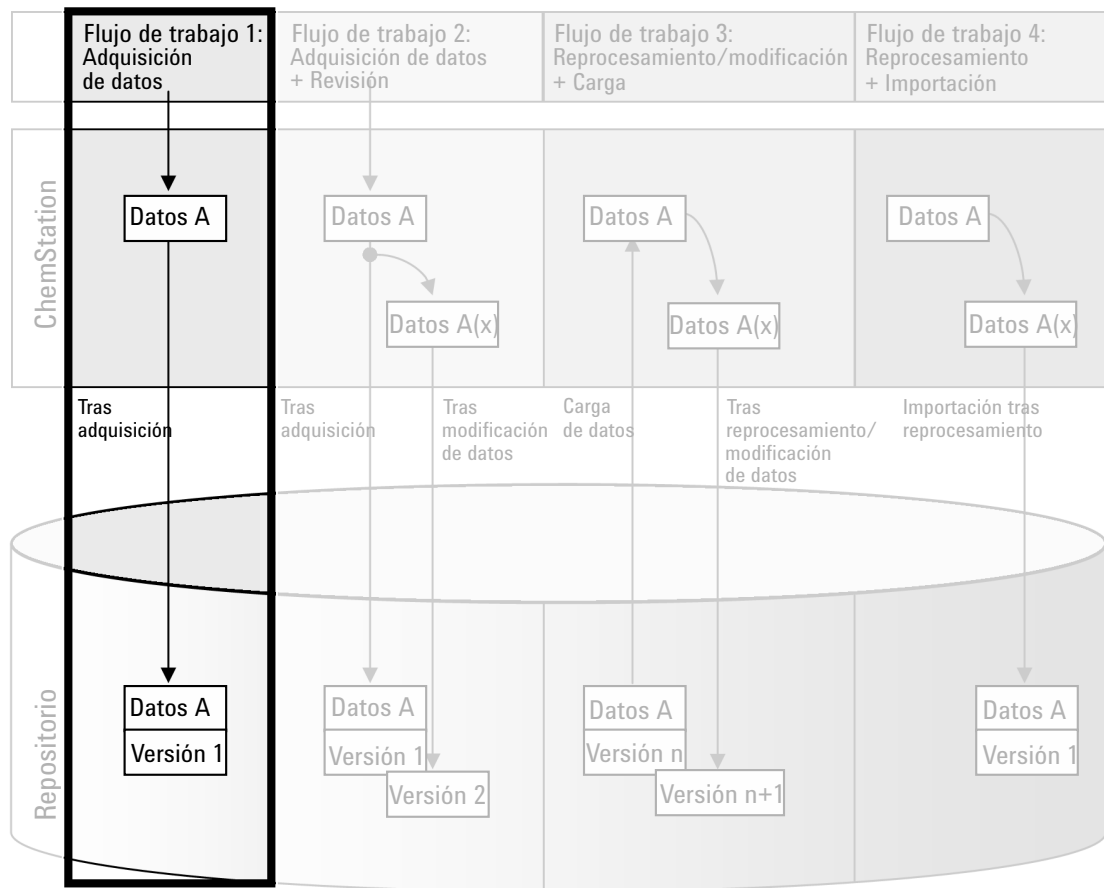 Flujo de trabajo 1:
Adquisición
de datos
Flujo de trabajo 2:
Adquisición de datos
+ Revisión
Flujo de trabajo 3:
Reprocesamiento/modificación
+ Carga
Flujo de trabajo 4:
Reprocesamiento
+ Importación
ChemStation
Datos A
Datos A
Datos A(x)
Datos A
Datos A(x)
Datos A
Datos A(x)
Tras
adquisición
Tras
adquisición
Tras
modificación
de datos
Carga
de datos
Tras
reprocesamiento/
modificación
de datos
Importación tras
reprocesamiento
Repositorio
Datos A
Versión 1
Datos A
Versión 1
Versión 2
Datos A
Versión n
Versión n+1
Datos A
Versión 1